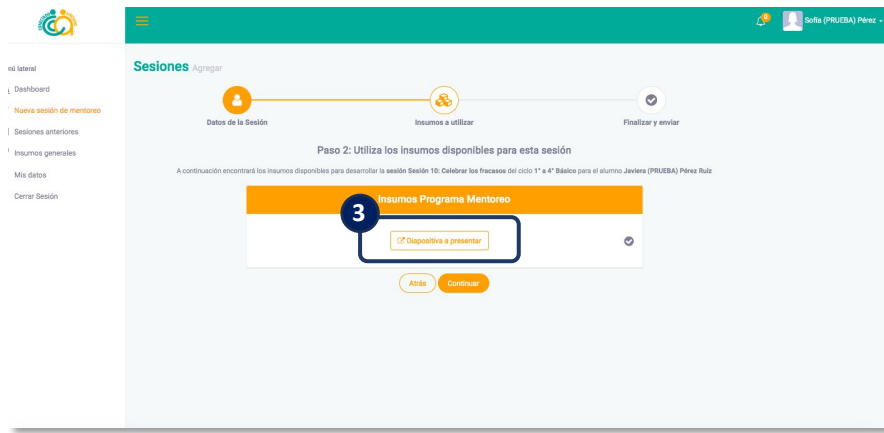 Sofía (PRUEBA) Pérez
nú lateral
Dashboard
Nueva sesión de mentoreo
Sesiones anteriores
Insumos generales
Mis datos
Cerrar Sesión
Sesiones Agregar
Datos de la Sesión
Insumos a utilizar
Finalizar y enviar
Paso 2: Utiliza los insumos disponibles para esta sesión
A continuación encontrará los insumos disponibles para desarrollar la sesión Sesión 10: Celebrar los fracasos del ciclo 1° a 4° Básico para el alumno Javiera (PRUEBA) Pérez Ruiz
Insumos Programa Mentoreo
3
Diapositiva a presentar
Atrás
Continuar